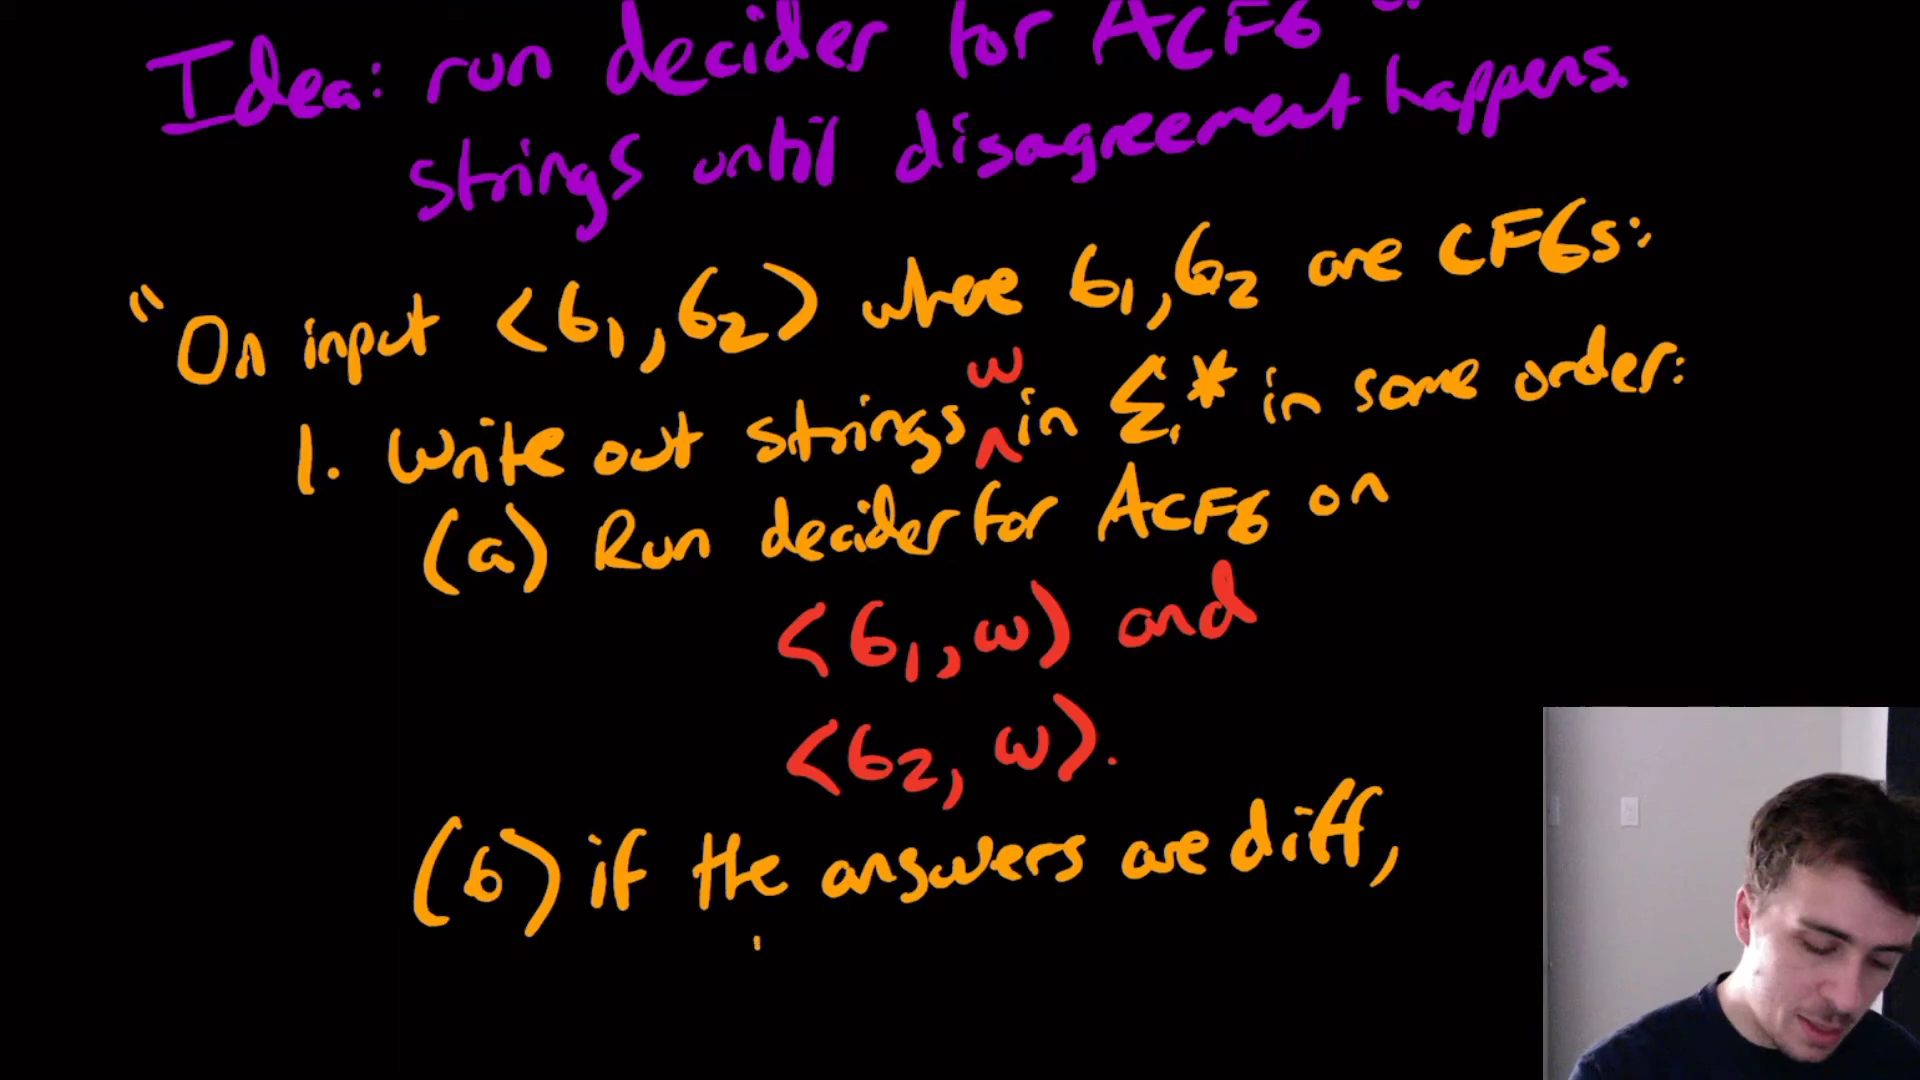 Idea: run decider for ACFG
strings until disagreement happens.
"On input <G1, G2> where G1, G2 are CFGs:
w
1. Write out strings ^ in Σ* in some order:
(a) Run decider for ACFG on
<G1, w> and
<G2, w>.
(b) if the answers are diff,